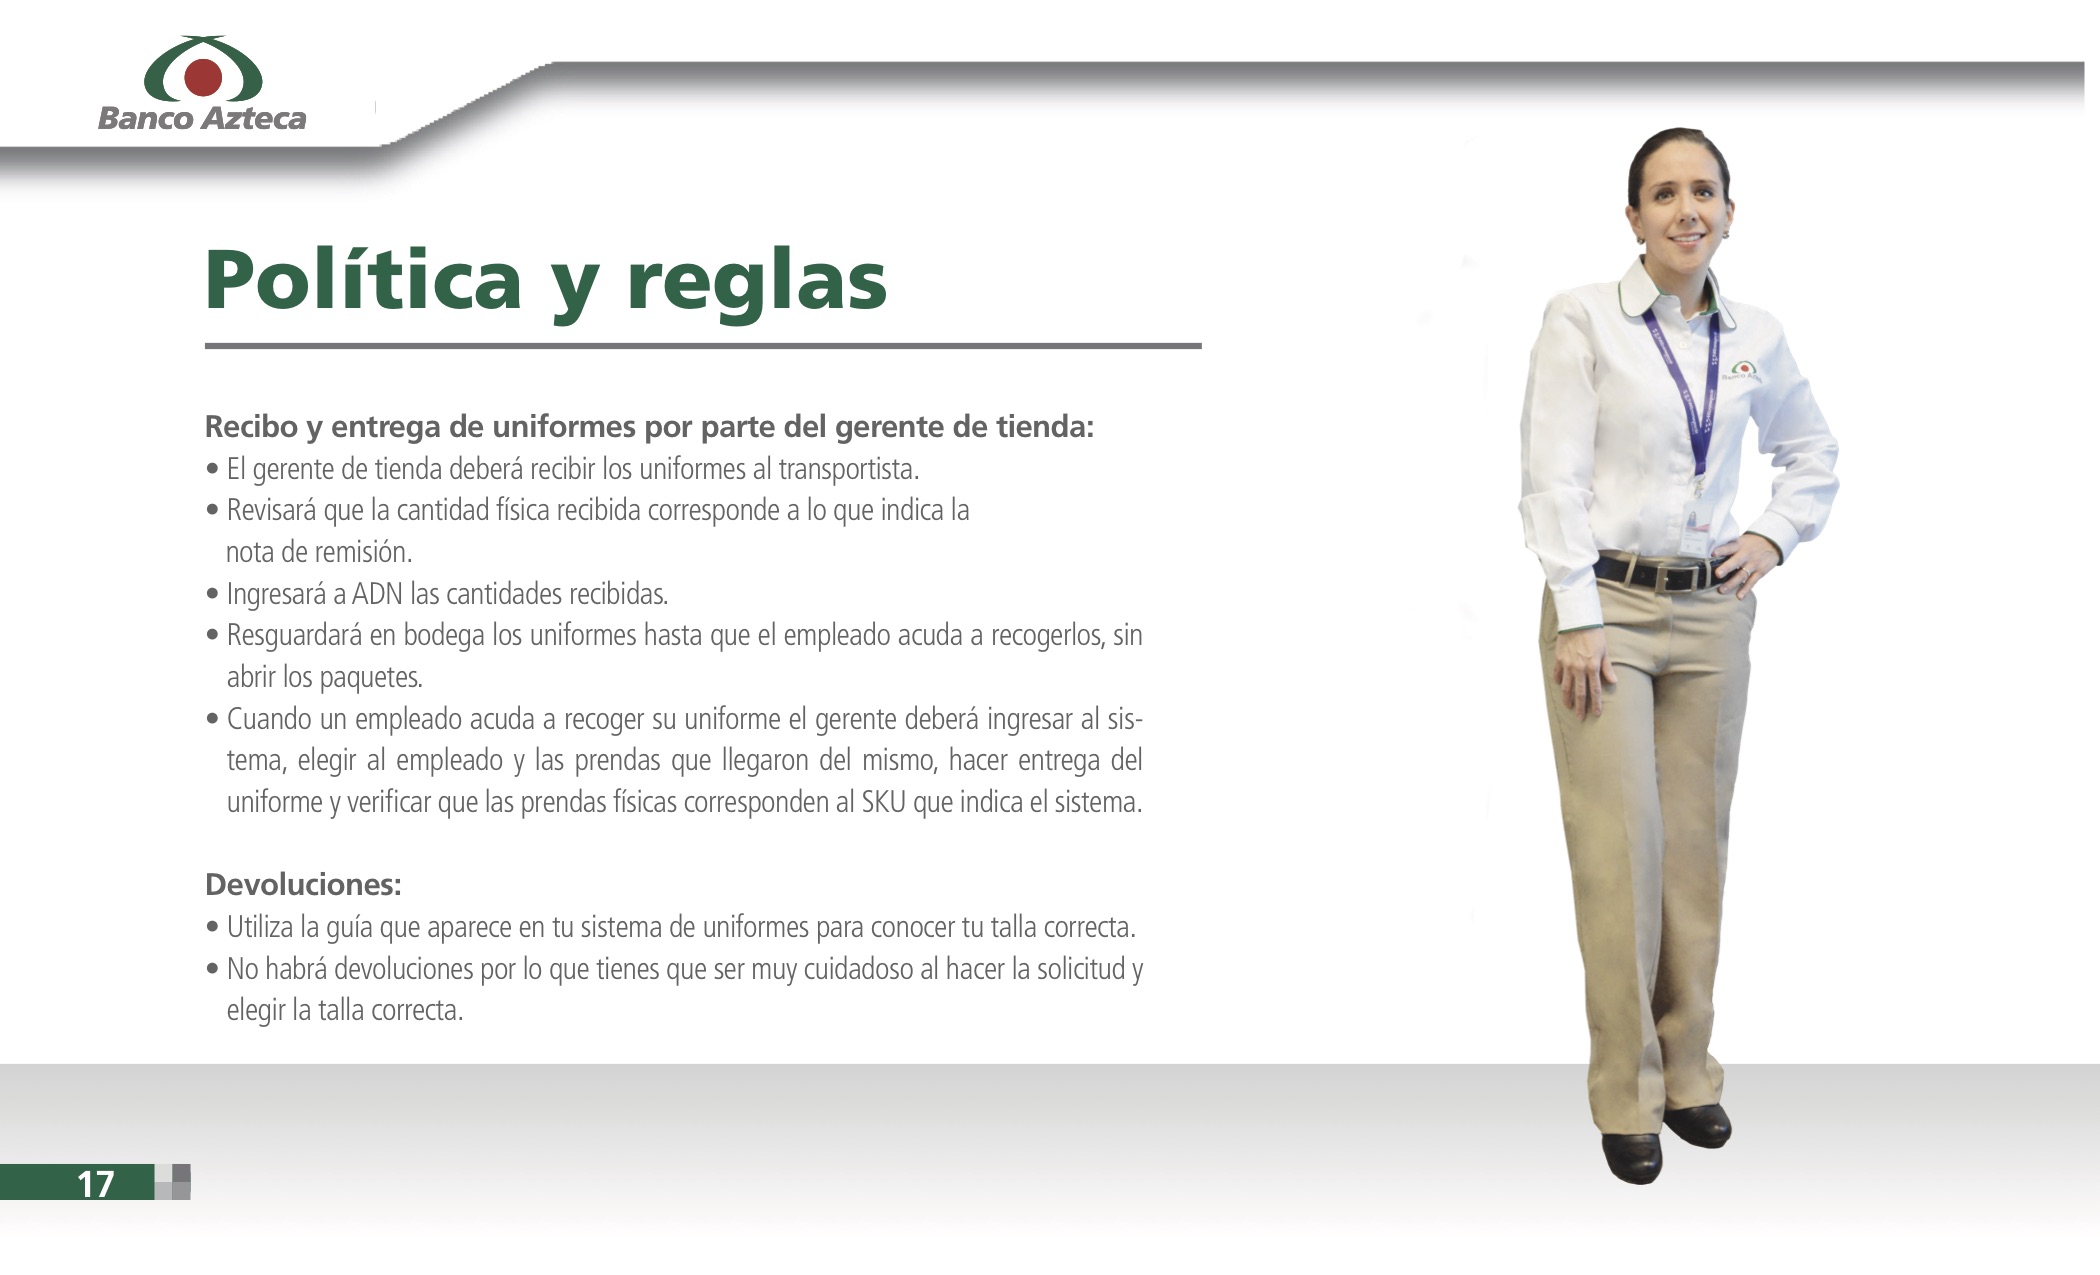 Banco Azteca
Política y reglas
Recibo y entrega de uniformes por parte del gerente de tienda:
• El gerente de tienda deberá recibir los uniformes al transportista.
• Revisará que la cantidad física recibida corresponde a lo que indica la
nota de remisión.
• Ingresará a ADN las cantidades recibidas.
• Resguardará en bodega los uniformes hasta que el empleado acuda a recogerlos, sin
abrir los paquetes.
• Cuando un empleado acuda a recoger su uniforme el gerente deberá ingresar al sis-
tema, elegir al empleado y las prendas que llegaron del mismo, hacer entrega del
uniforme y verificar que las prendas físicas corresponden al SKU que indica el sistema.
Devoluciones:
• Utiliza la guía que aparece en tu sistema de uniformes para conocer tu talla correcta.
• No habrá devoluciones por lo que tienes que ser muy cuidadoso al hacer la solicitud y
elegir la talla correcta.
Banco
17